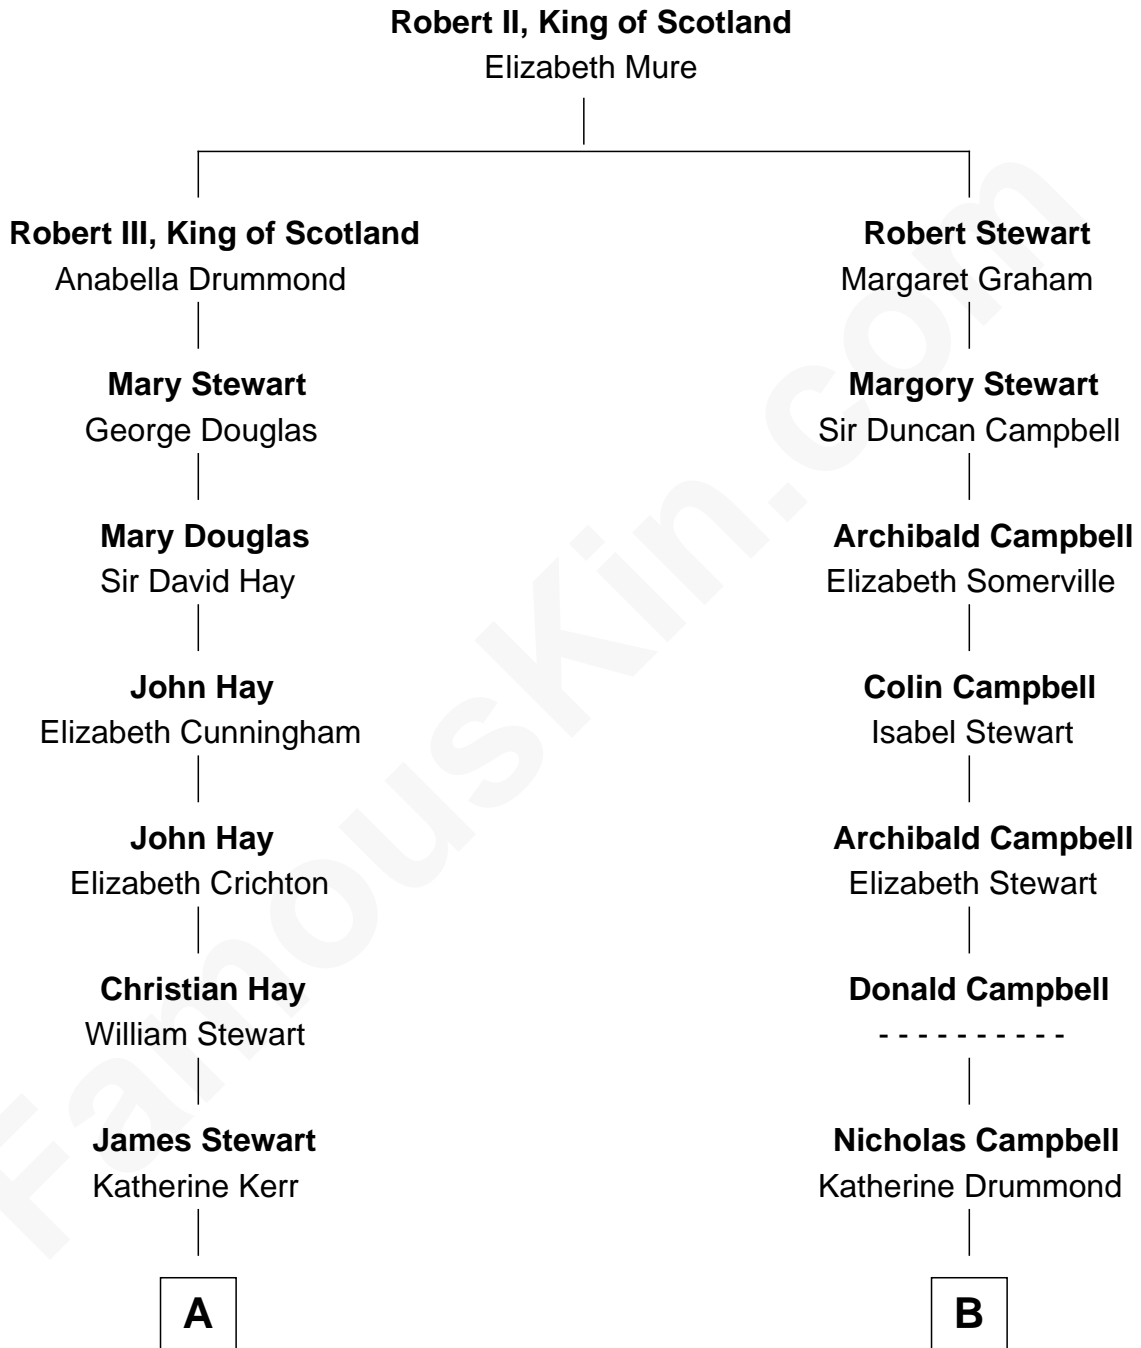 Robert II, King of Scotland
Elizabeth Mure
Robert III, King of Scotland
Anabella Drummond
Robert Stewart
Margaret Graham
Mary Stewart
George Douglas
Margory Stewart
Sir Duncan Campbell
Mary Douglas
Sir David Hay
Archibald Campbell
Elizabeth Somerville
John Hay
Elizabeth Cunningham
Colin Campbell
Isabel Stewart
John Hay
Elizabeth Crichton
Archibald Campbell
Elizabeth Stewart
Christian Hay
William Stewart
Donald Campbell
- - - - - - - - - -
James Stewart
Katherine Kerr
Nicholas Campbell
Katherine Drummond
A
B
FamousKin.com